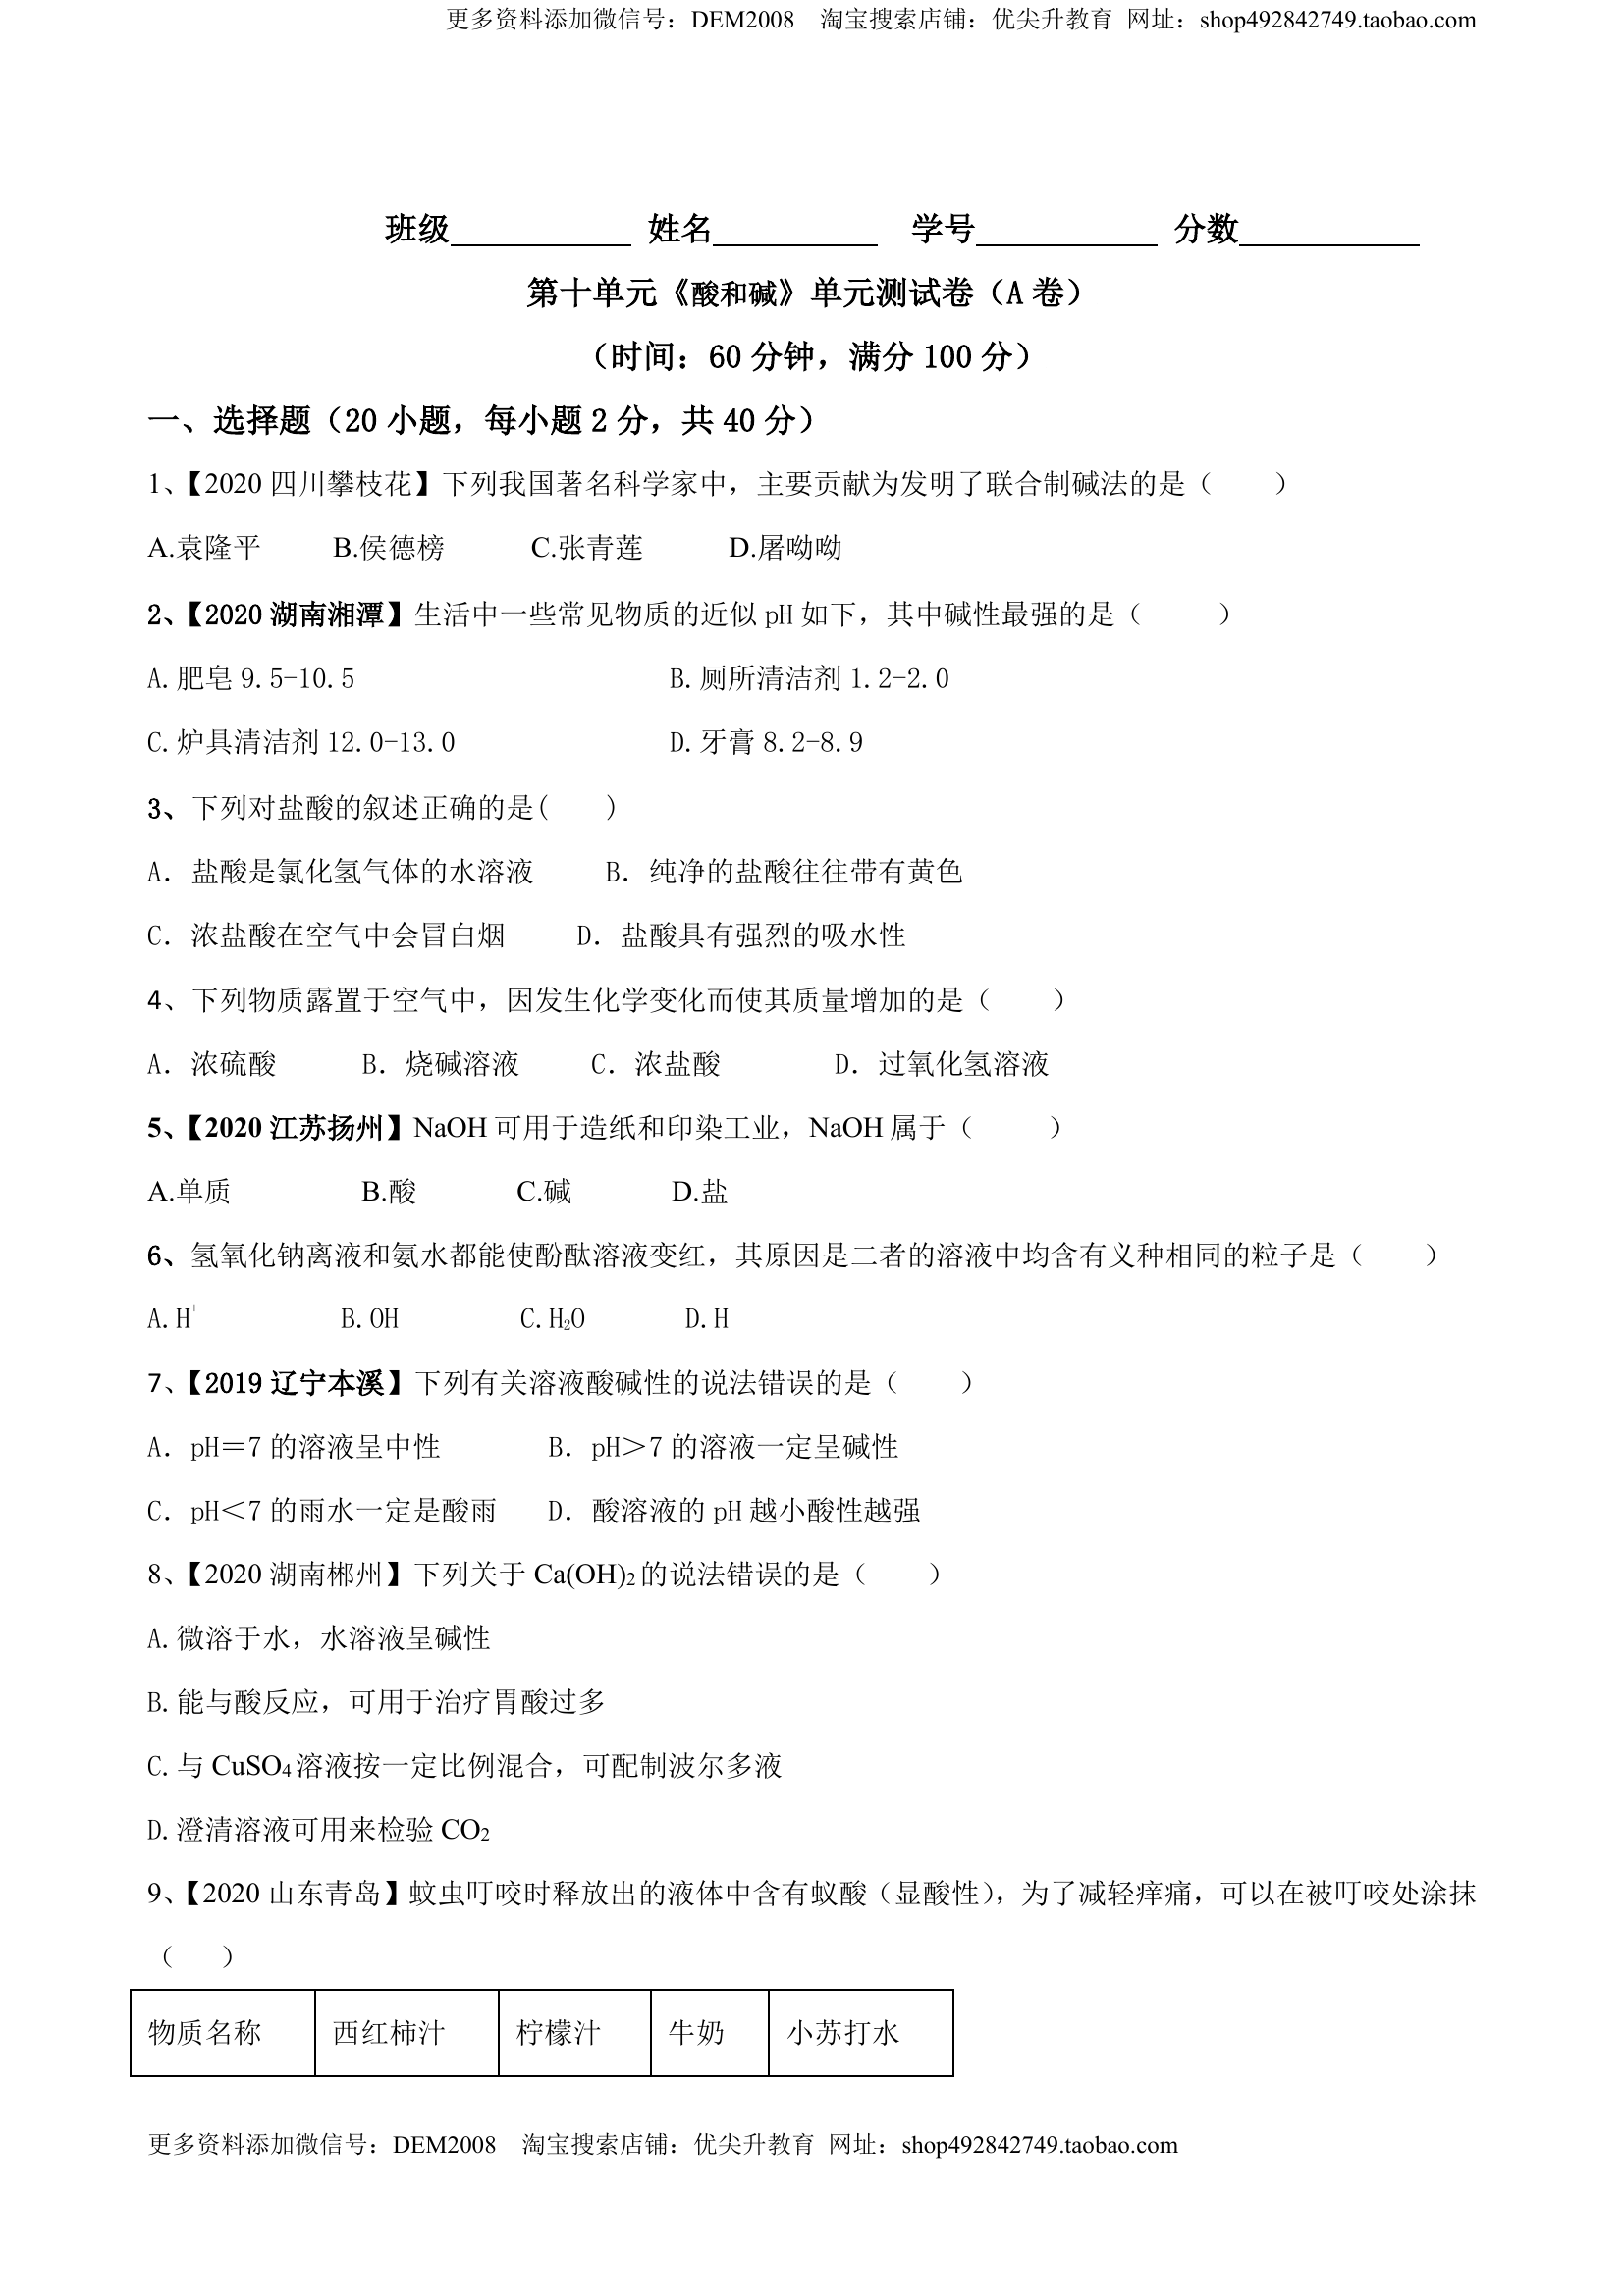 更多资料添加微信号：DEM2008 淘宝搜索店铺：优尖升教育 网址：shop492842749.taobao.com
班级__________ 姓名__________ 学号__________ 分数__________
第十单元《酸和碱》单元测试卷（A 卷）
（时间：60 分钟，满分 100 分）
一、选择题（20 小题，每小题 2 分，共 40 分）
1、【2020 四川攀枝花】下列我国著名科学家中，主要贡献为发明了联合制碱法的是（ ）
A.袁隆平 B.侯德榜 C.张青莲 D.屠呦呦
2、【2020 湖南湘潭】生活中一些常见物质的近似 pH 如下，其中碱性最强的是（ ）
A.肥皂 9.5-10.5 B.厕所清洁剂 1.2-2.0
C.炉具清洁剂 12.0-13.0 D.牙膏 8.2-8.9
3、下列对盐酸的叙述正确的是( )
A．盐酸是氯化氢气体的水溶液 B．纯净的盐酸往往带有黄色
C．浓盐酸在空气中会冒白烟 D．盐酸具有强烈的吸水性
4、下列物质露置于空气中，因发生化学变化而使其质量增加的是（ ）
A．浓硫酸 B．烧碱溶液 C．浓盐酸 D．过氧化氢溶液
5、【2020 江苏扬州】NaOH 可用于造纸和印染工业，NaOH 属于（ ）
A.单质 B.酸 C.碱 D.盐
6、氢氧化钠离液和氨水都能使酚酞溶液变红，其原因是二者的溶液中均含有义种相同的粒子是（ ）
A.H⁺ B.OH⁻ C.H₂O D.H
7、【2019 辽宁本溪】下列有关溶液酸碱性的说法错误的是（ ）
A．pH＝7 的溶液呈中性 B．pH＞7 的溶液一定呈碱性
C．pH＜7 的雨水一定是酸雨 D．酸溶液的 pH 越小酸性越强
8、【2020 湖南郴州】下列关于 Ca(OH)₂ 的说法错误的是（ ）
A.微溶于水，水溶液呈碱性
B.能与酸反应，可用于治疗胃酸过多
C.与 CuSO₄ 溶液按一定比例混合，可配制波尔多液
D.澄清溶液可用来检验 CO₂
9、【2020 山东青岛】蚊虫叮咬时释放出的液体中含有蚁酸（显酸性），为了减轻痒痛，可以在被叮咬处涂抹
（ ）
物质名称 西红柿汁 柠檬汁 牛奶 小苏打水
更多资料添加微信号：DEM2008 淘宝搜索店铺：优尖升教育 网址：shop492842749.taobao.com